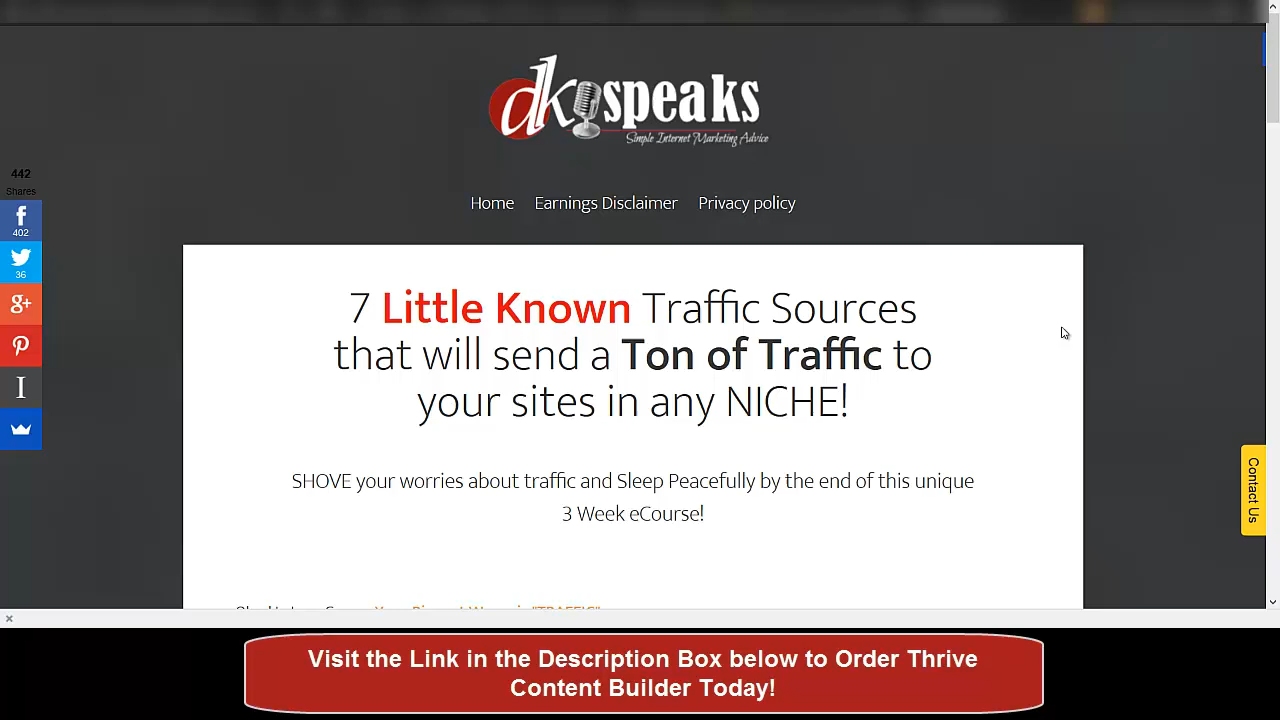 dk speaks
Simple Internet Marketing Advice
Home Earnings Disclaimer Privacy policy
442
Shares
402
36
g+
I
7 Little Known Traffic Sources
that will send a Ton of Traffic to
your sites in any NICHE!
SHOVE your worries about traffic and Sleep Peacefully by the end of this unique
3 Week eCourse!
Contact Us
Visit the Link in the Description Box below to Order Thrive
Content Builder Today!